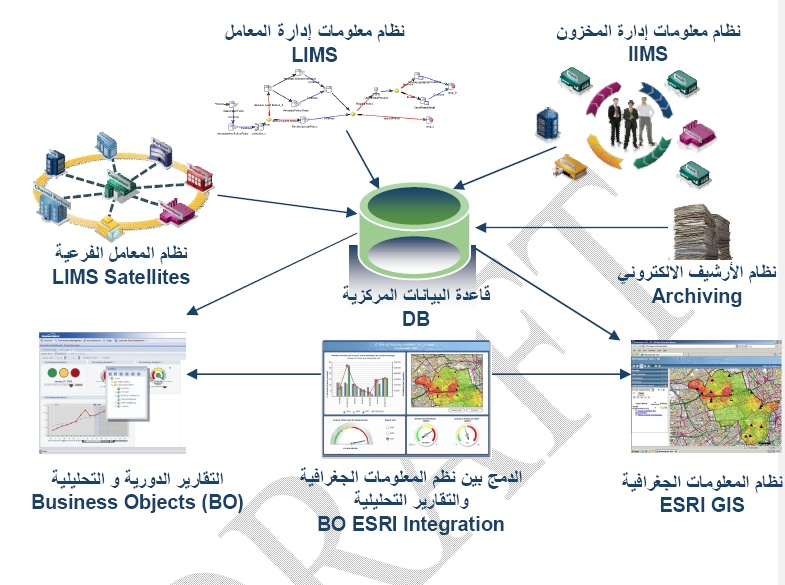 نظام معلومات إدارة المعامل
LIMS
نظام معلومات إدارة المخزون
IIMS
نظام المعامل الفرعية
LIMS Satellites
نظام الأرشيف الالكتروني
Archiving
قاعدة البيانات المركزية
DB
التقارير الدورية و التحليلية
Business Objects (BO)
الدمج بين نظم المعلومات الجغرافية
والتقارير التحليلية
BO ESRI Integration
نظام المعلومات الجغرافية
ESRI GIS
DRAFT